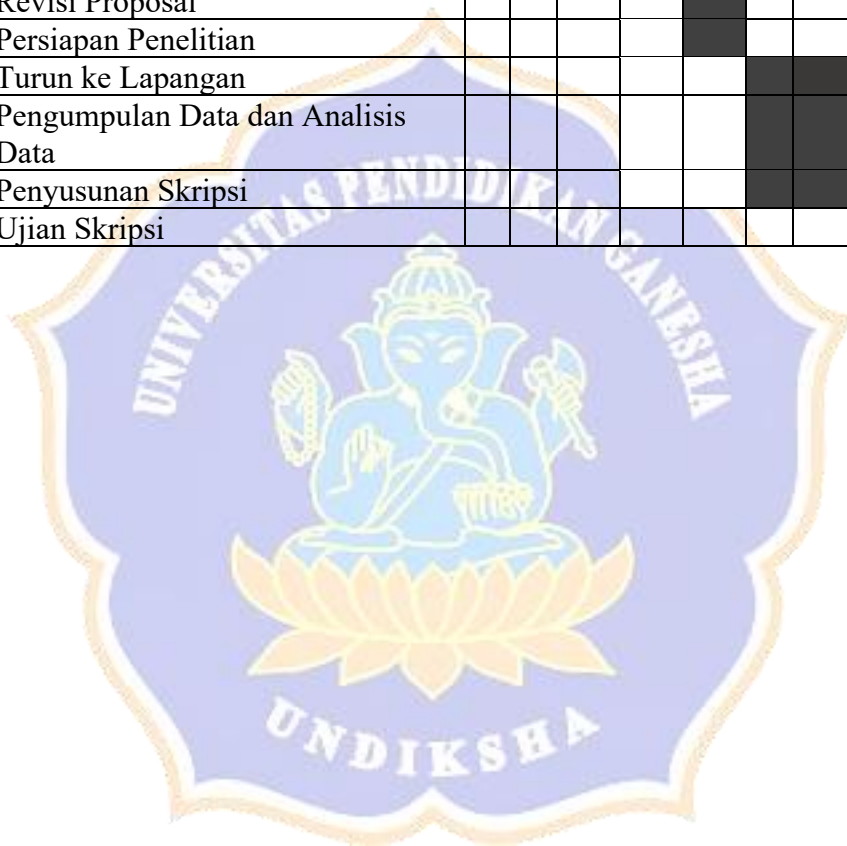 Revisi Proposal
Persiapan Penelitian
Turun ke Lapangan
Pengumpulan Data dan Analisis
Data
Penyusunan Skripsi
Ujian Skripsi
UNIVERSITAS PENDIDIKAN GANESHA
UNDIKSHA